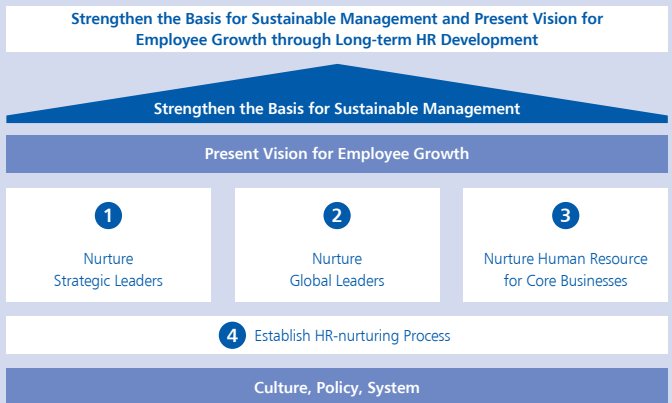 Strengthen the Basis for Sustainable Management and Present Vision for
Employee Growth through Long-term HR Development
Strengthen the Basis for Sustainable Management
Present Vision for Employee Growth
1
Nurture
Strategic Leaders
2
Nurture
Global Leaders
3
Nurture Human Resource
for Core Businesses
4 Establish HR-nurturing Process
Culture, Policy, System